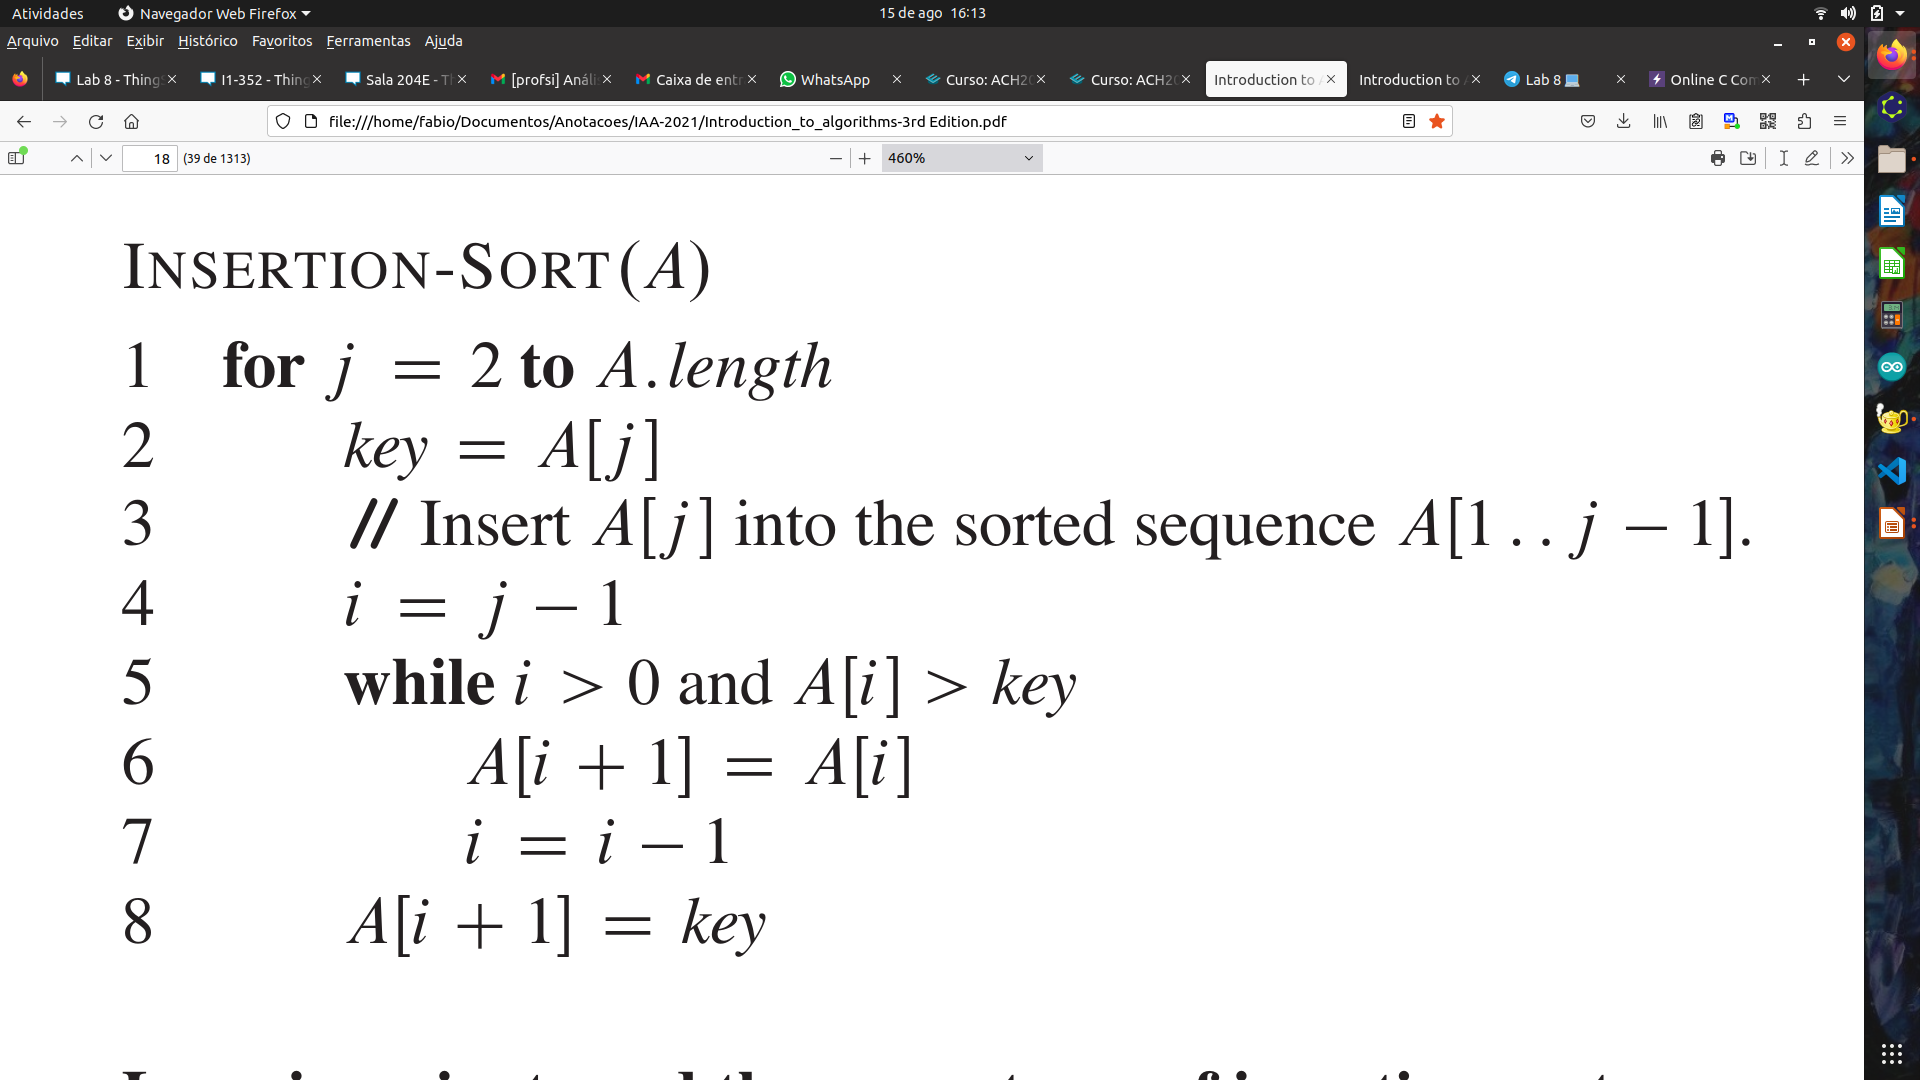 Atividades Navegador Web Firefox 15 de ago 16:13
Arquivo Editar Exibir Histórico Favoritos Ferramentas Ajuda
Lab 8 - Thing I1-352 - Thing Sala 204E - Th [profsi] Anális Caixa de entr WhatsApp Curso: ACH20 Curso: ACH20 Introduction to A Introduction to A Lab 8 Online C Com
file:///home/fabio/Documentos/Anotacoes/IAA-2021/Introduction_to_algorithms-3rd Edition.pdf
18 (39 de 1313) 460%
INSERTION-SORT(A)
1 for j = 2 to A.length
2 key = A[j]
3 // Insert A[j] into the sorted sequence A[1 . . j − 1].
4 i = j − 1
5 while i > 0 and A[i] > key
6 A[i + 1] = A[i]
7 i = i − 1
8 A[i + 1] = key